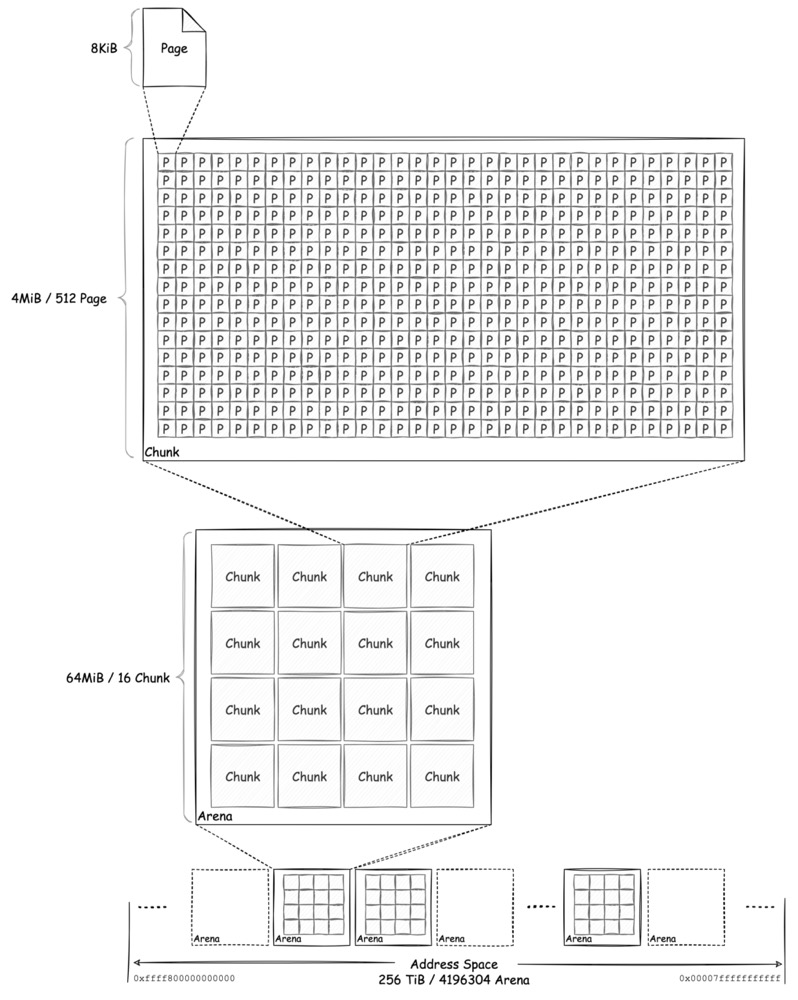 8KiB
Page
P P P P P P P P P P P P P P P P P P P P P P P P P P P P P P P P
P P P P P P P P P P P P P P P P P P P P P P P P P P P P P P P P
P P P P P P P P P P P P P P P P P P P P P P P P P P P P P P P P
P P P P P P P P P P P P P P P P P P P P P P P P P P P P P P P P
P P P P P P P P P P P P P P P P P P P P P P P P P P P P P P P P
P P P P P P P P P P P P P P P P P P P P P P P P P P P P P P P P
P P P P P P P P P P P P P P P P P P P P P P P P P P P P P P P P
P P P P P P P P P P P P P P P P P P P P P P P P P P P P P P P P
4MiB / 512 Page
P P P P P P P P P P P P P P P P P P P P P P P P P P P P P P P P
P P P P P P P P P P P P P P P P P P P P P P P P P P P P P P P P
P P P P P P P P P P P P P P P P P P P P P P P P P P P P P P P P
P P P P P P P P P P P P P P P P P P P P P P P P P P P P P P P P
P P P P P P P P P P P P P P P P P P P P P P P P P P P P P P P P
P P P P P P P P P P P P P P P P P P P P P P P P P P P P P P P P
P P P P P P P P P P P P P P P P P P P P P P P P P P P P P P P P
P P P P P P P P P P P P P P P P P P P P P P P P P P P P P P P P
Chunk
Chunk Chunk Chunk Chunk
Chunk Chunk Chunk Chunk
64MiB / 16 Chunk
Chunk Chunk Chunk Chunk
Chunk Chunk Chunk Chunk
Arena
Arena Arena Arena Arena Arena Arena
Address Space
0xffff800000000000 256 TiB / 4196304 Arena 0x00007fffffffffff